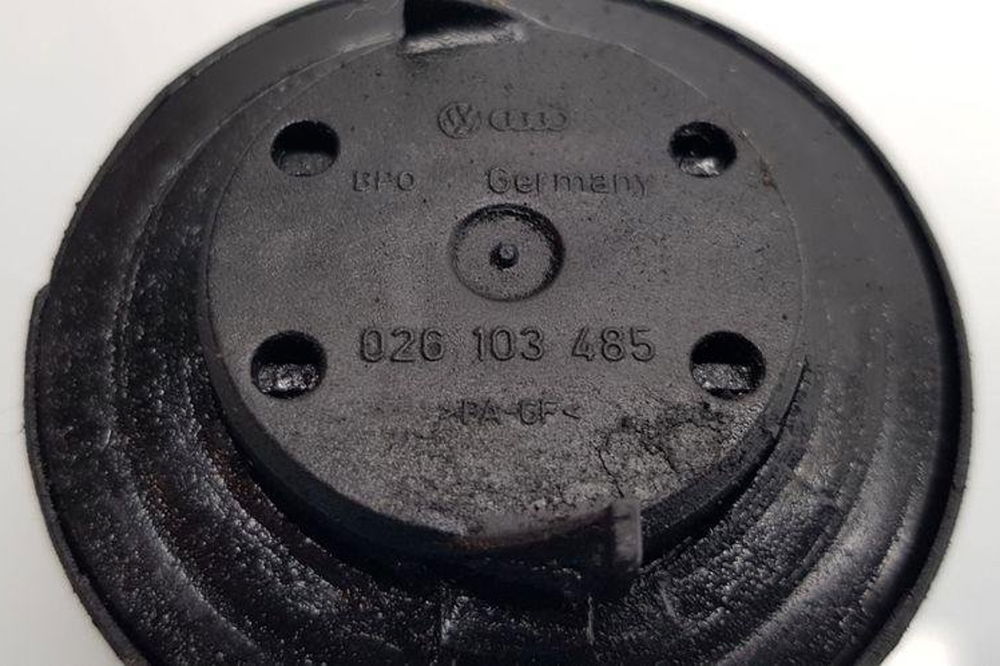 BPO Germany
026 103 485
>PA-GF<